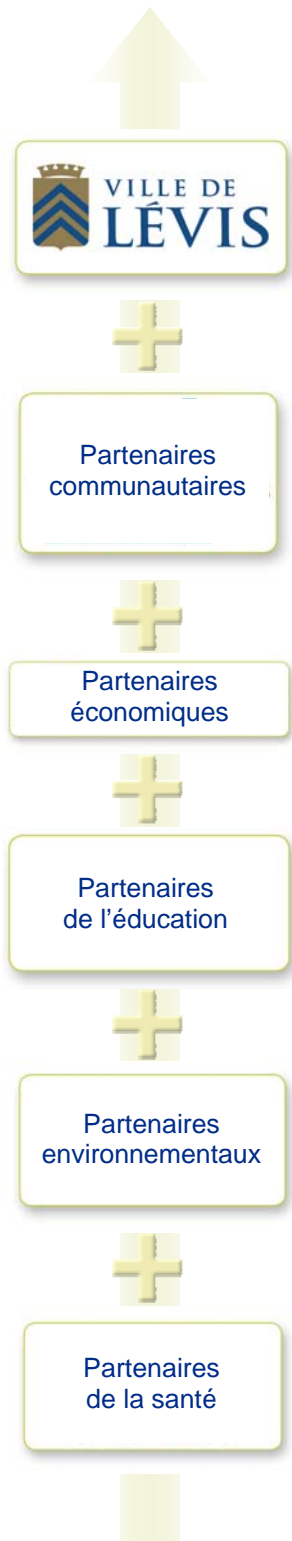 VILLE DE
LÉVIS
Partenaires
communautaires
Partenaires
économiques
Partenaires
de l'éducation
Partenaires
environnementaux
Partenaires
de la santé